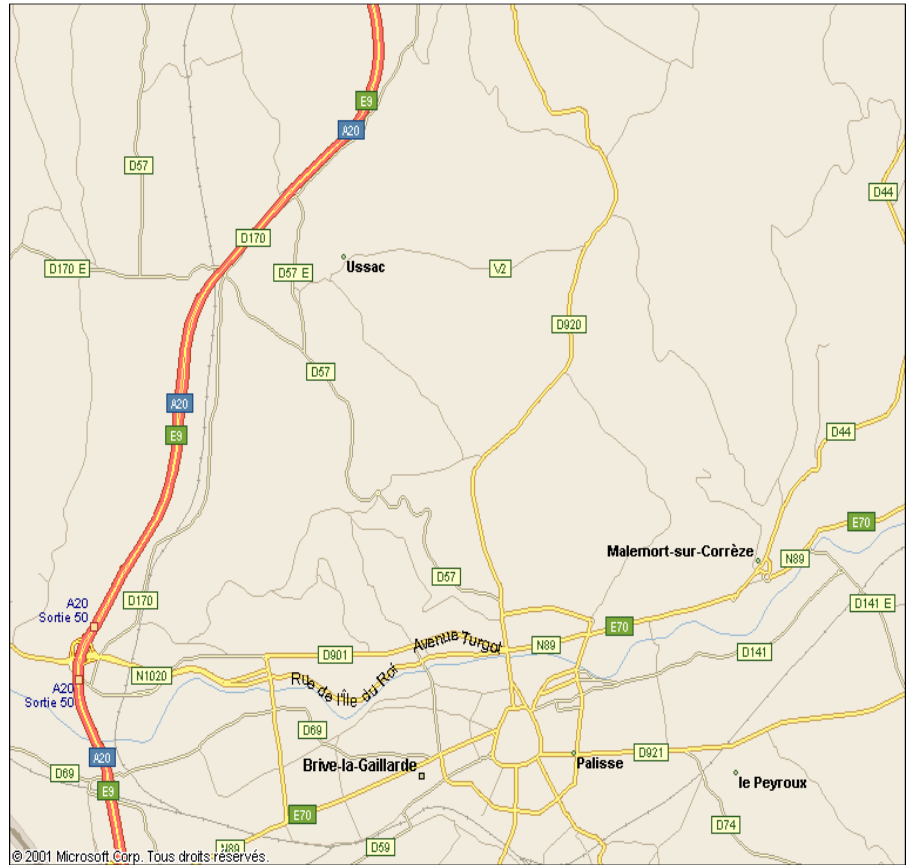 E9
A20
D57
D44
D170
D170 E
D57 E
Ussac
V2
D920
D57
A20
E9
D44
E70
Malemort-sur-Corrèze
N89
D57
A20
Sortie 50
D170
D141 E
E70
Avenue Turgot
N89
D901
D141
N1020
Rue de l'Île du Roi
A20
Sortie 50
D69
A20
D921
Brive-la-Gaillarde
Palisse
D69
le Peyroux
E9
E70
D74
D59
N89
© 2001 Microsoft Corp. Tous droits réservés.